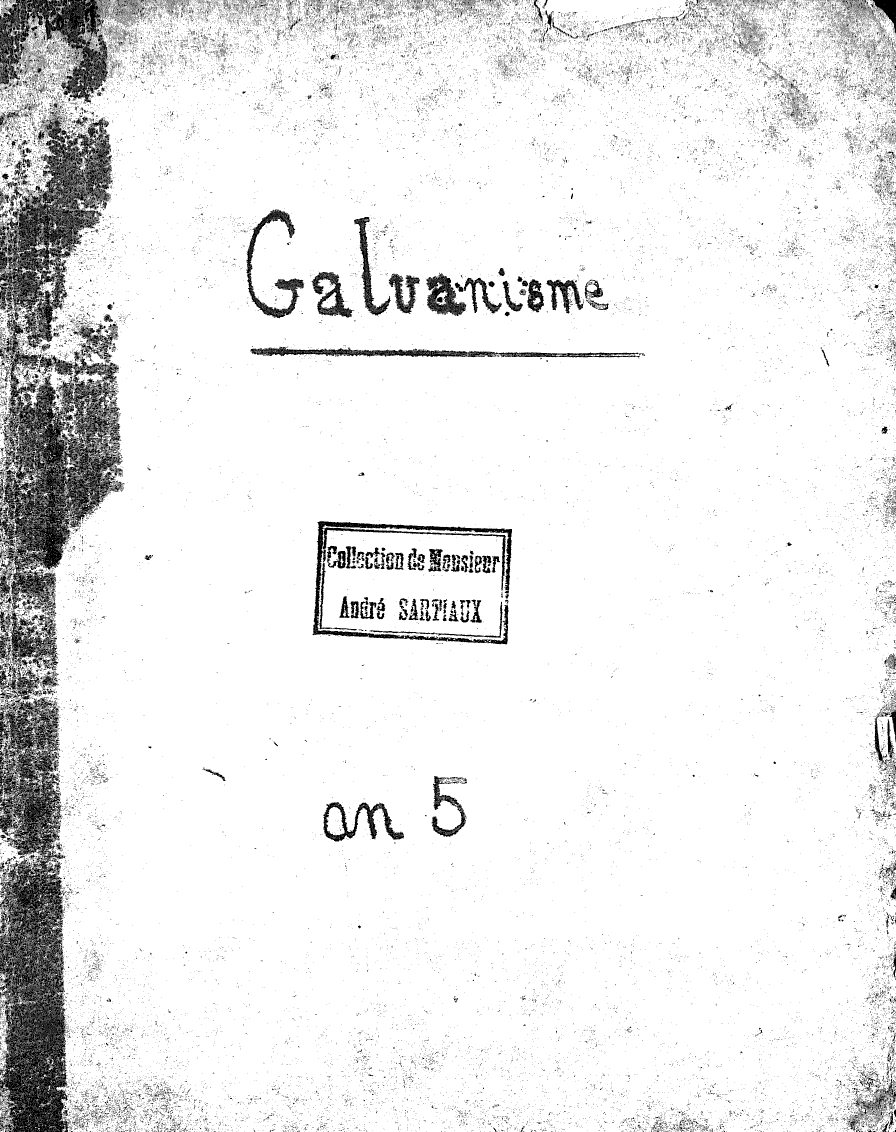 Galvanisme
Collection de Monsieur
André SARTIAUX
an 5